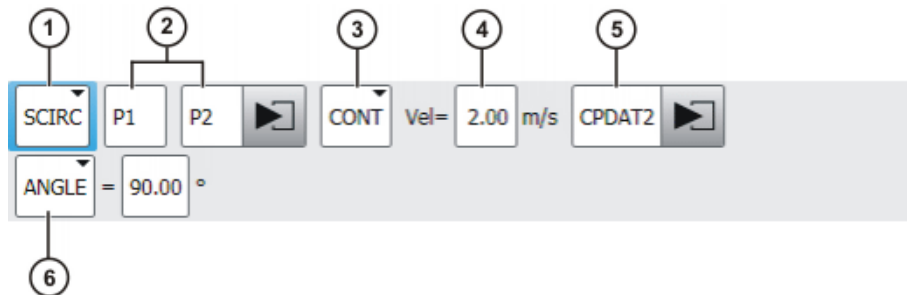 1 2 3 4 5
SCIRC P1 P2 CONT Vel= 2.00 m/s CPDAT2
ANGLE = 90.00 °
6